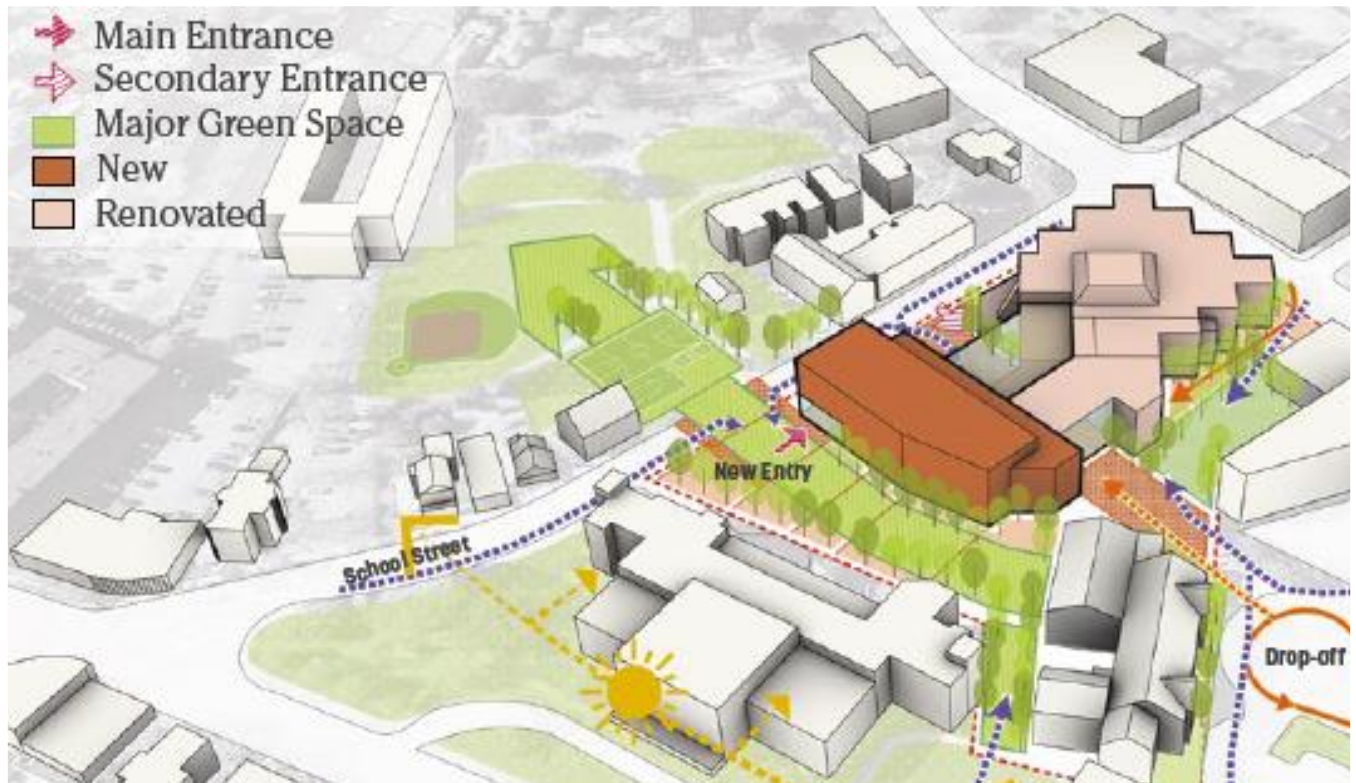 Main Entrance
Secondary Entrance
Major Green Space
New
Renovated
New Entry
School Street
Drop-off